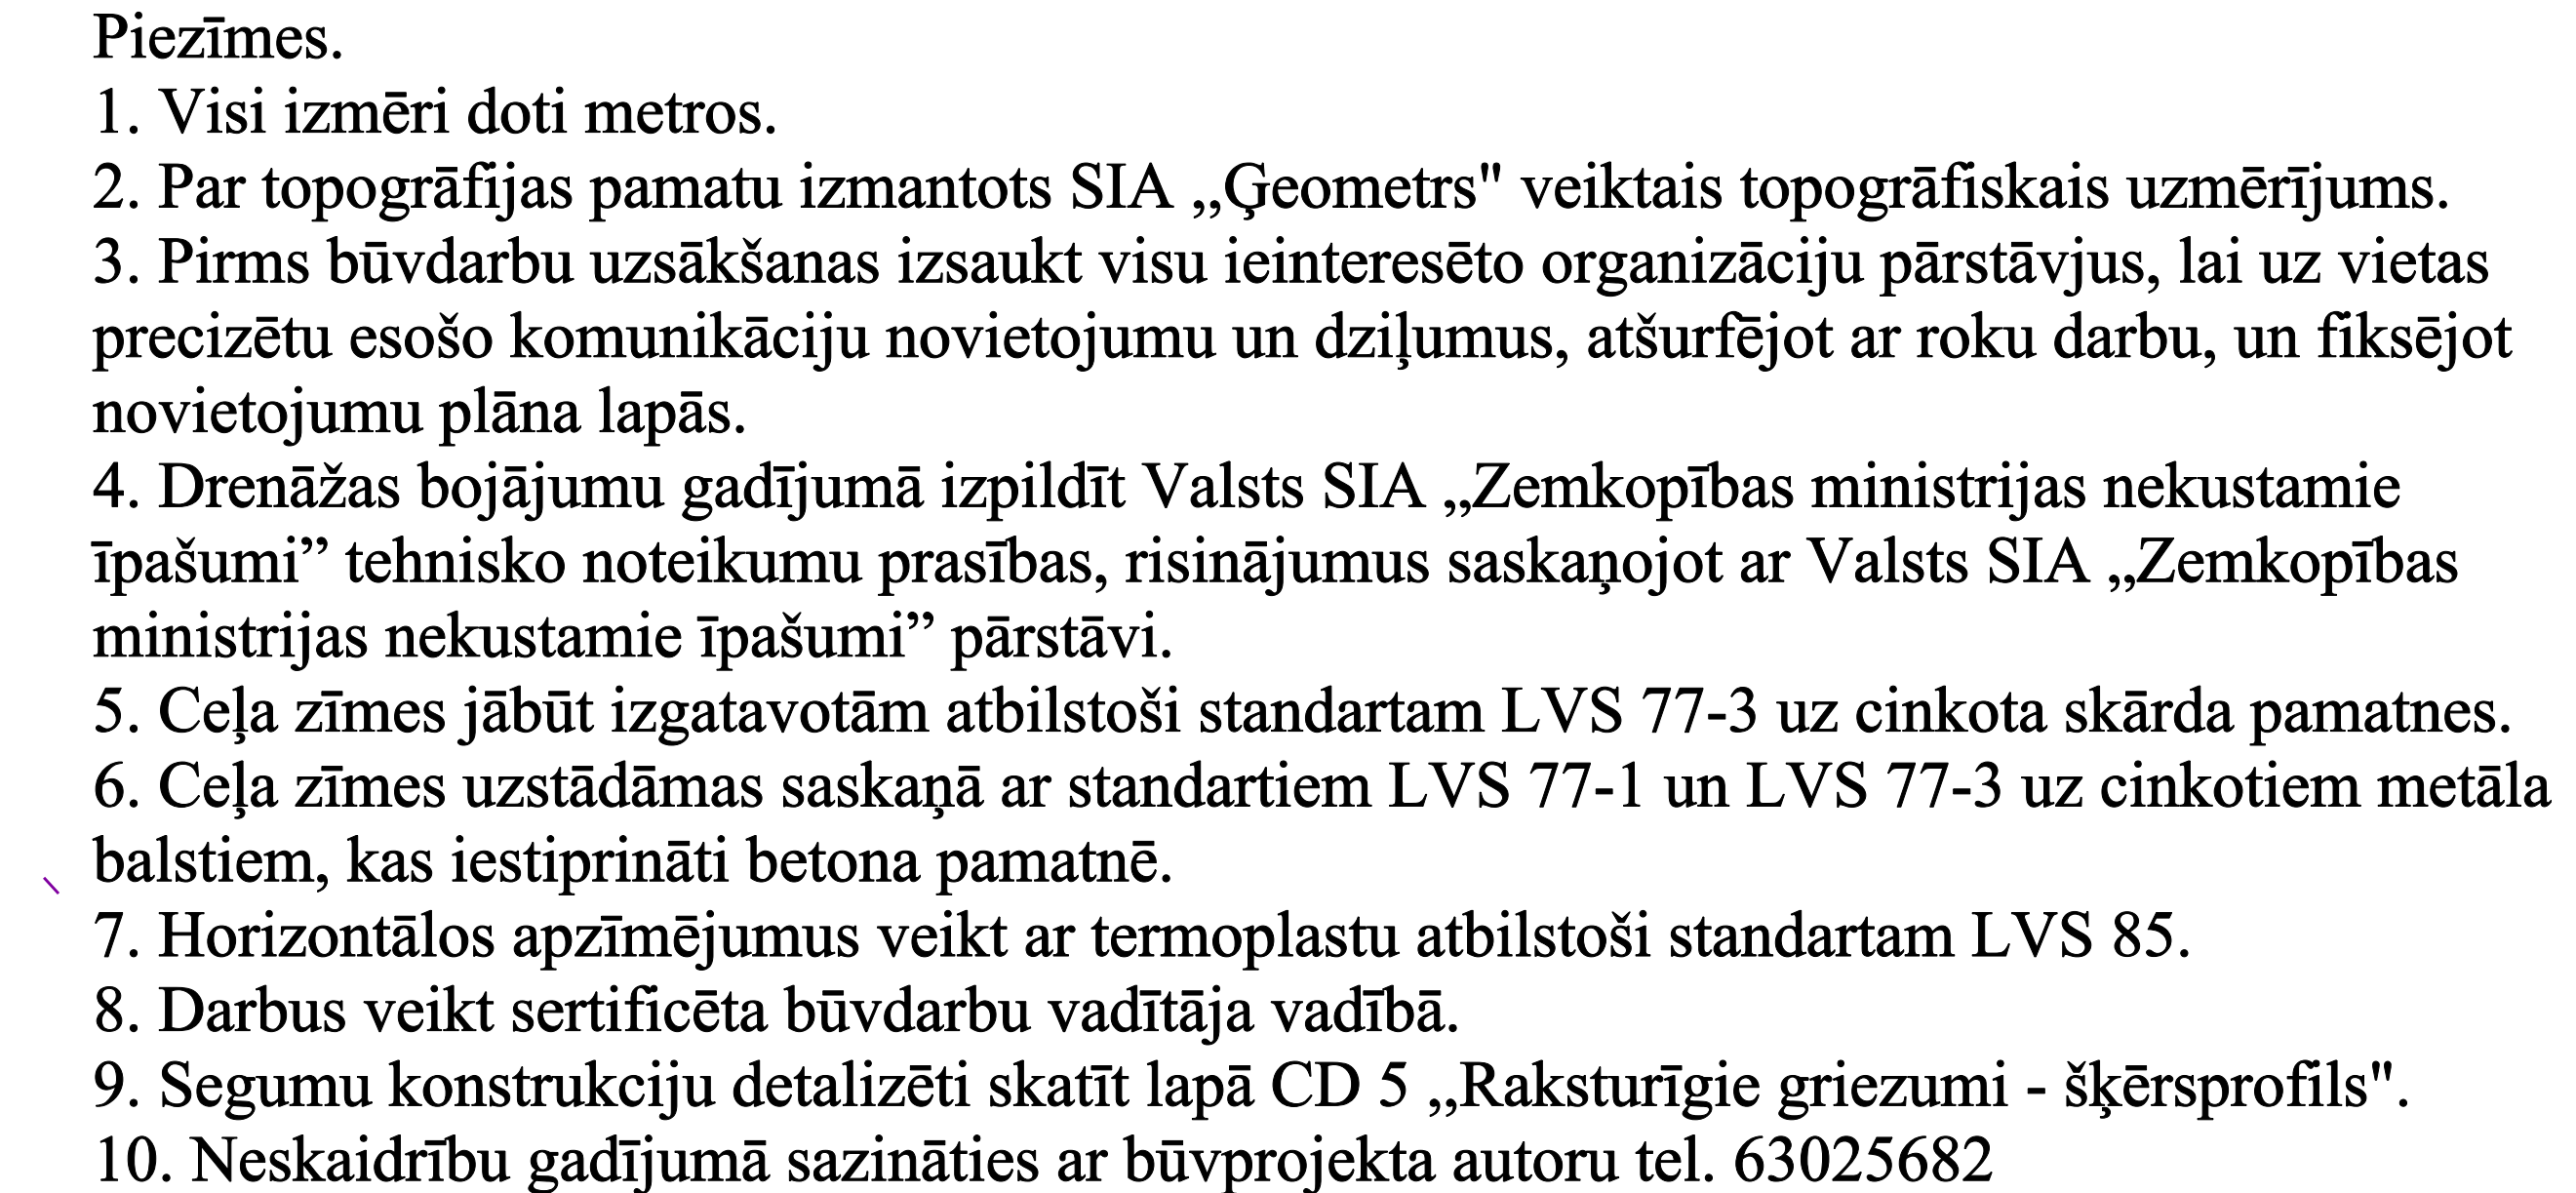 Piezīmes.
1. Visi izmēri doti metros.
2. Par topogrāfijas pamatu izmantots SIA ,,Ģeometrs" veiktais topogrāfiskais uzmērījums.
3. Pirms būvdarbu uzsākšanas izsaukt visu ieinteresēto organizāciju pārstāvjus, lai uz vietas
precizētu esošo komunikāciju novietojumu un dziļumus, atšurfējot ar roku darbu, un fiksējot
novietojumu plāna lapās.
4. Drenāžas bojājumu gadījumā izpildīt Valsts SIA „Zemkopības ministrijas nekustamie
īpašumi” tehnisko noteikumu prasības, risinājumus saskaņojot ar Valsts SIA „Zemkopības
ministrijas nekustamie īpašumi” pārstāvi.
5. Ceļa zīmes jābūt izgatavotām atbilstoši standartam LVS 77-3 uz cinkota skārda pamatnes.
6. Ceļa zīmes uzstādāmas saskaņā ar standartiem LVS 77-1 un LVS 77-3 uz cinkotiem metāla
balstiem, kas iestiprināti betona pamatnē.
7. Horizontālos apzīmējumus veikt ar termoplastu atbilstoši standartam LVS 85.
8. Darbus veikt sertificēta būvdarbu vadītāja vadībā.
9. Segumu konstrukciju detalizēti skatīt lapā CD 5 ,,Raksturīgie griezumi - šķērsprofils".
10. Neskaidrību gadījumā sazināties ar būvprojekta autoru tel. 63025682